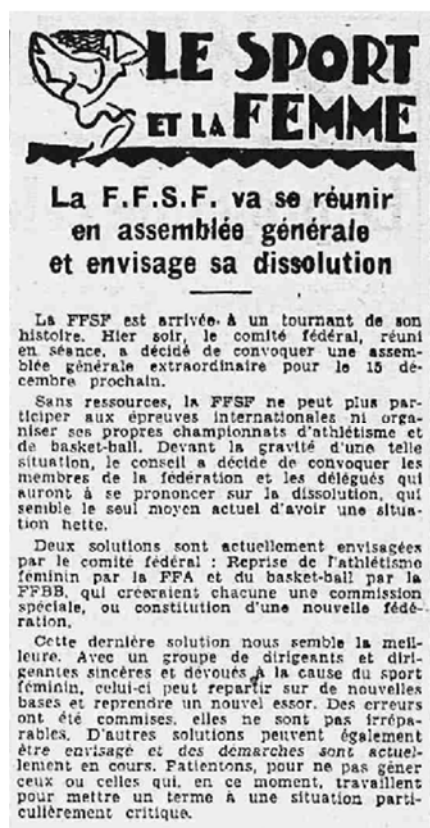 LE SPORT
ET LA FEMME
La F.F.S.F. va se réunir
en assemblée générale
et envisage sa dissolution
La FFSF est arrivée à un tournant de son
histoire. Hier soir, le comité fédéral, réuni
en séance, a décidé de convoquer une assem-
blée générale extraordinaire pour le 15 dé-
cembre prochain.
Sans ressources, la FFSF ne peut plus par-
ticiper aux épreuves internationales ni orga-
niser ses propres championnats d'athlétisme et
de basket-ball. Devant la gravité d'une telle
situation, le conseil a décidé de convoquer les
membres de la fédération et les délégués qui
auront à se prononcer sur la dissolution, qui
semble le seul moyen actuel d'avoir une situa-
tion nette.
Deux solutions sont actuellement envisagées
par le comité fédéral : Reprise de l'athlétisme
féminin par la FFA et du basket-ball par la
FFBB, qui créeraient chacune une commission
spéciale, ou constitution d'une nouvelle fédé-
ration.
Cette dernière solution nous semble la meil-
leure. Avec un groupe de dirigeants et diri-
geantes sincères et dévoués à la cause du sport
féminin, celui-ci peut repartir sur de nouvelles
bases et reprendre un nouvel essor. Des erreurs
ont été commises, elles ne sont pas irrépa-
rables. D'autres solutions peuvent également
être envisagé et des démarches sont actuel-
lement en cours. Patientons, pour ne pas gêner
ceux ou celles qui, en ce moment, travaillent
pour mettre un terme à une situation parti-
culièrement critique.